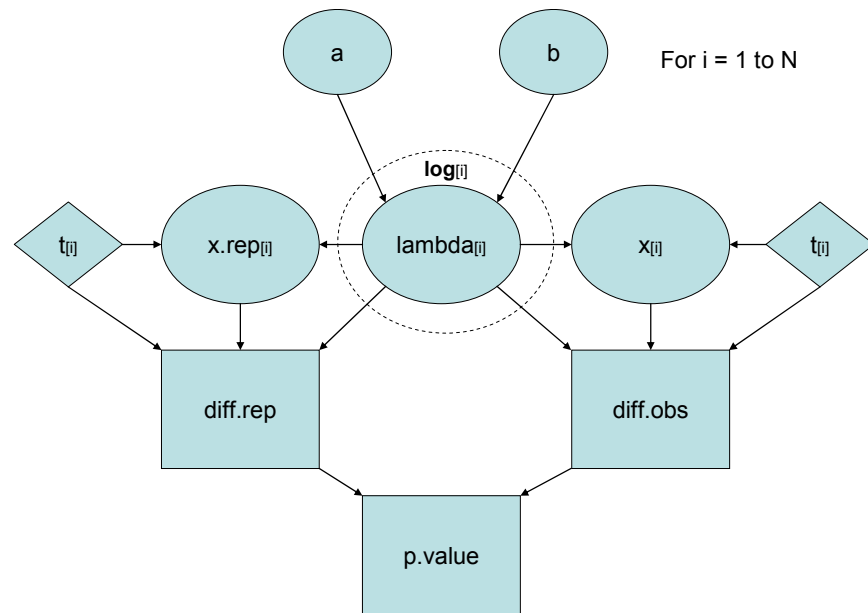 a
b
For i = 1 to N
log[i]
t[i]
x.rep[i]
lambda[i]
x[i]
t[i]
diff.rep
diff.obs
p.value